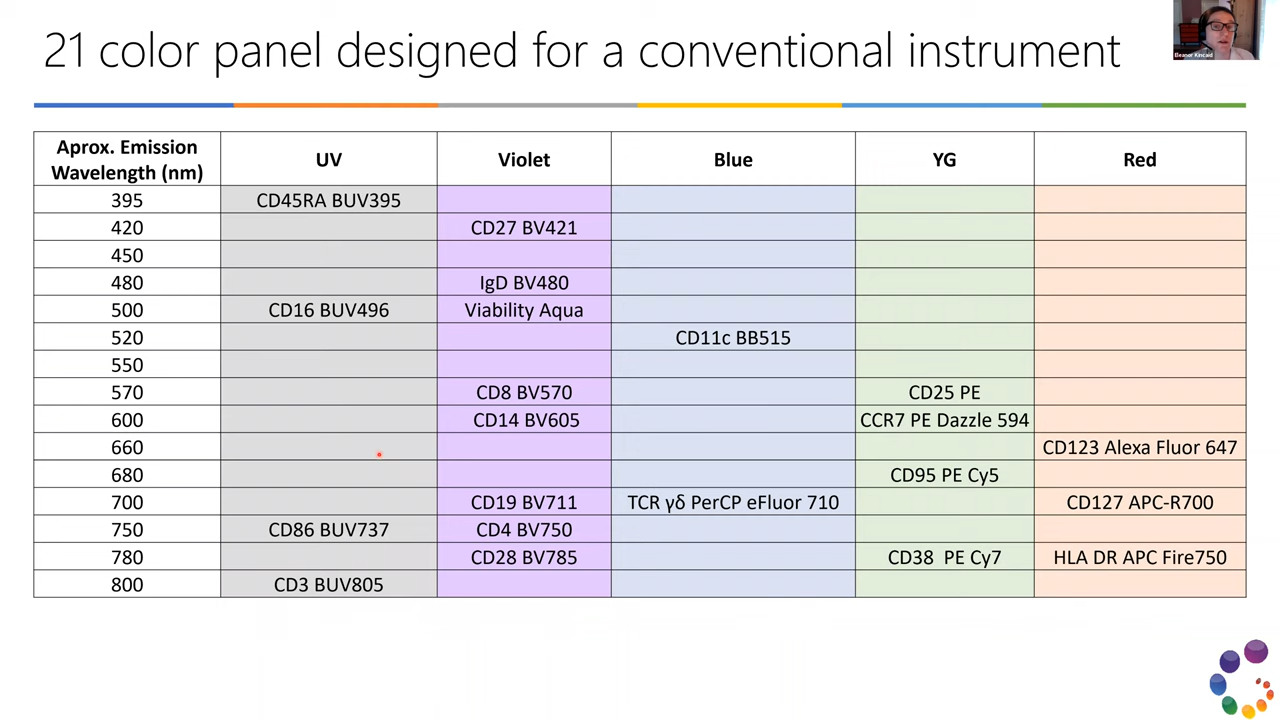 21 color panel designed for a conventional instrument
Eleanor Kincaid
Aprox. Emission Wavelength (nm) UV Violet Blue YG Red
395 CD45RA BUV395
420 CD27 BV421
450
480 IgD BV480
500 CD16 BUV496 Viability Aqua
520 CD11c BB515
550
570 CD8 BV570 CD25 PE
600 CD14 BV605 CCR7 PE Dazzle 594
660 CD123 Alexa Fluor 647
680 CD95 PE Cy5
700 CD19 BV711 TCR γδ PerCP eFluor 710 CD127 APC-R700
750 CD86 BUV737 CD4 BV750
780 CD28 BV785 CD38 PE Cy7 HLA DR APC Fire750
800 CD3 BUV805